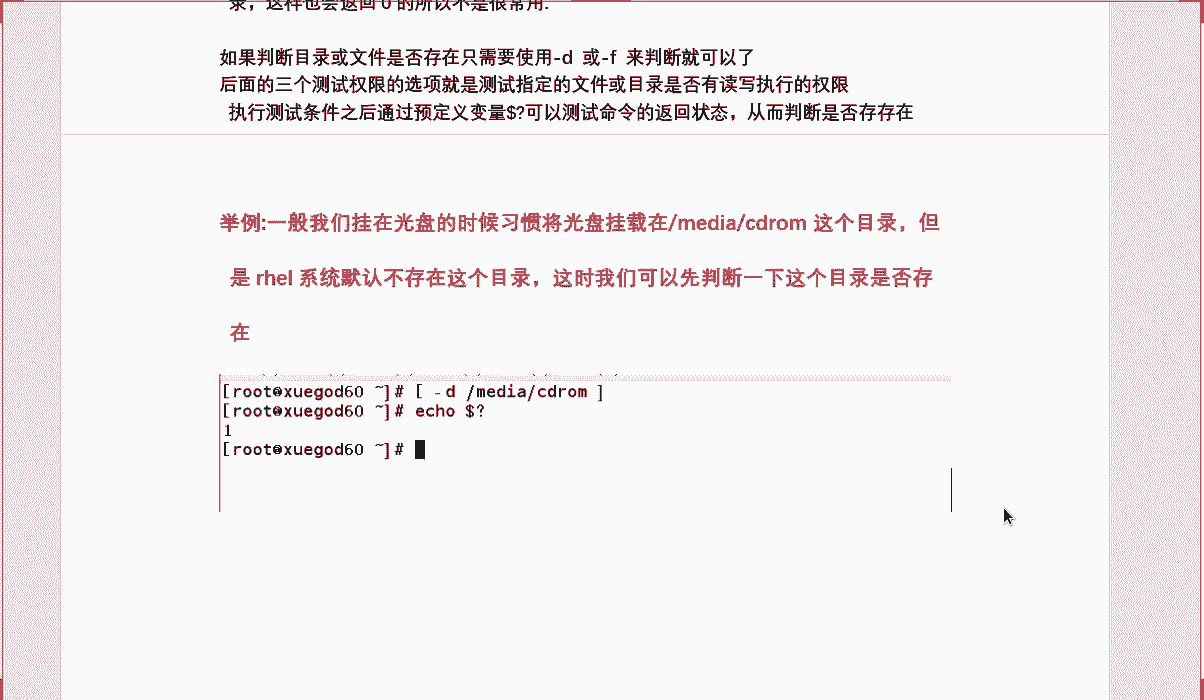 录，这样也会返回 0 的所以不是很常用.
如果判断目录或文件是否存在只需要使用-d 或-f 来判断就可以了
后面的三个测试权限的选项就是测试指定的文件或目录是否有读写执行的权限
执行测试条件之后通过预定义变量$?可以测试命令的返回状态，从而判断是否存存在
举例:一般我们挂在光盘的时候习惯将光盘挂载在/media/cdrom 这个目录，但
是 rhel 系统默认不存在这个目录，这时我们可以先判断一下这个目录是否存
在
[root@xuegod60 ~]# [ -d /media/cdrom ]
[root@xuegod60 ~]# echo $?
1
[root@xuegod60 ~]#